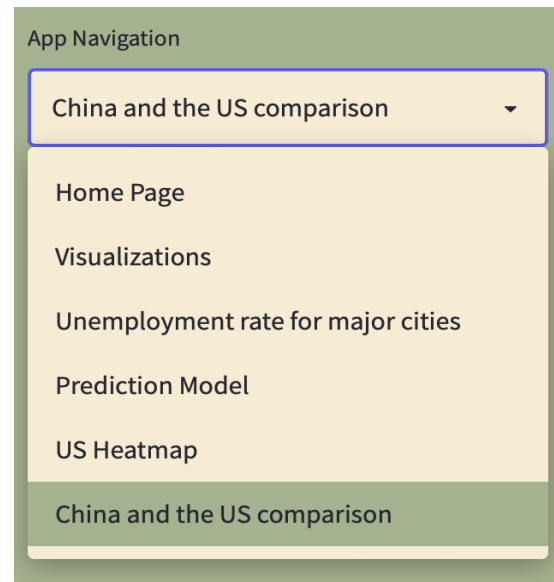 App Navigation
China and the US comparison
Home Page
Visualizations
Unemployment rate for major cities
Prediction Model
US Heatmap
China and the US comparison